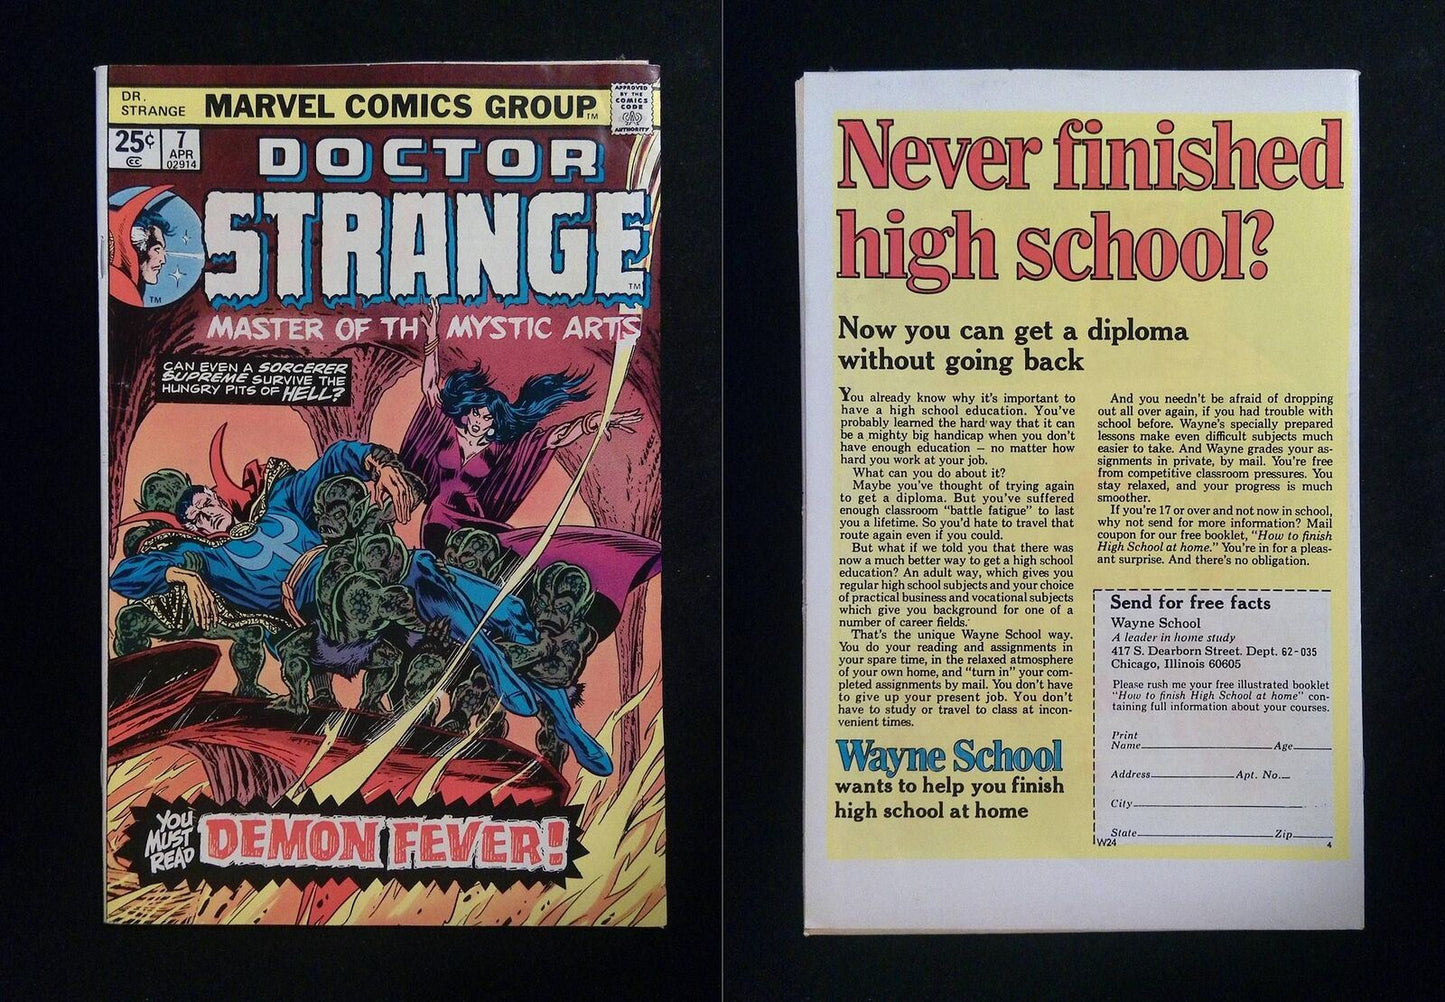 DR.
STRANGE
MARVEL COMICS GROUP TM
APPROVED
BY THE
COMICS
CODE
AUTHORITY
25¢
CC
7
APR
02914
DOCTOR
STRANGE
TM
TM
MASTER OF TH MYSTIC ARTS
CAN EVEN A SORCERER
SUPREME SURVIVE THE
HUNGRY PITS OF HELL?
YOU
MUST
READ
DEMON FEVER!
Never finished
high school?
Now you can get a diploma
without going back
You already know why it's important to
have a high school education. You've
probably learned the hard way that it can
be a mighty big handicap when you don't
have enough education – no matter how
hard you work at your job.
What can you do about it?
Maybe you've thought of trying again
to get a diploma. But you've suffered
enough classroom "battle fatigue" to last
you a lifetime. So you'd hate to travel that
route again even if you could.
But what if we told you that there was
now a much better way to get a high school
education? An adult way, which gives you
regular high school subjects and your choice
of practical business and vocational subjects
which give you background for one of a
number of career fields.
That's the unique Wayne School way.
You do your reading and assignments in
your spare time, in the relaxed atmosphere
of your own home, and "turn in" your com-
pleted assignments by mail. You don't have
to give up your present job. You don't
have to study or travel to class at incon-
venient times.
Wayne School
wants to help you finish
high school at home
And you needn't be afraid of dropping
out all over again, if you had trouble with
school before. Wayne's specially prepared
lessons make even difficult subjects much
easier to take. And Wayne grades your as-
signments in private, by mail. You're free
from competitive classroom pressures. You
stay relaxed, and your progress is much
smoother.
If you're 17 or over and not now in school,
why not send for more information? Mail
coupon for our free booklet, "How to finish
High School at home." You're in for a pleas-
ant surprise. And there's no obligation.
Send for free facts
Wayne School
A leader in home study
417 S. Dearborn Street. Dept. 62-035
Chicago, Illinois 60605
Please rush me your free illustrated booklet
"How to finish High School at home" con-
taining full information about your courses.
Print
Name Age
Address Apt. No.
City
State Zip
W24 4